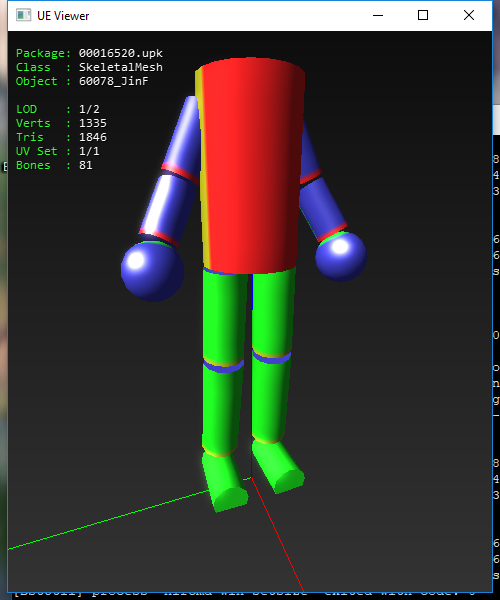 UE Viewer
Package: 00016520.upk
Class  : SkeletalMesh
Object : 60078_JinF
LOD    : 1/2
Verts  : 1335
Tris   : 1846
UV Set : 1/1
Bones  : 81